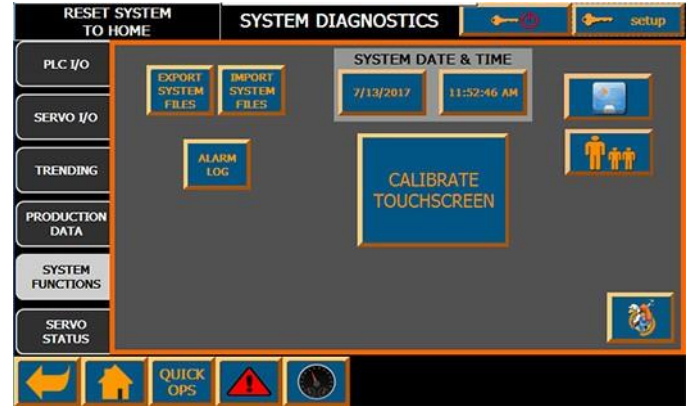 RESET SYSTEM
TO HOME
SYSTEM DIAGNOSTICS
setup
PLC I/O
SERVO I/O
TRENDING
PRODUCTION
DATA
SYSTEM
FUNCTIONS
SERVO
STATUS
EXPORT
SYSTEM
FILES
IMPORT
SYSTEM
FILES
SYSTEM DATE & TIME
7/13/2017
11:52:46 AM
ALARM
LOG
CALIBRATE
TOUCHSCREEN
QUICK
OPS